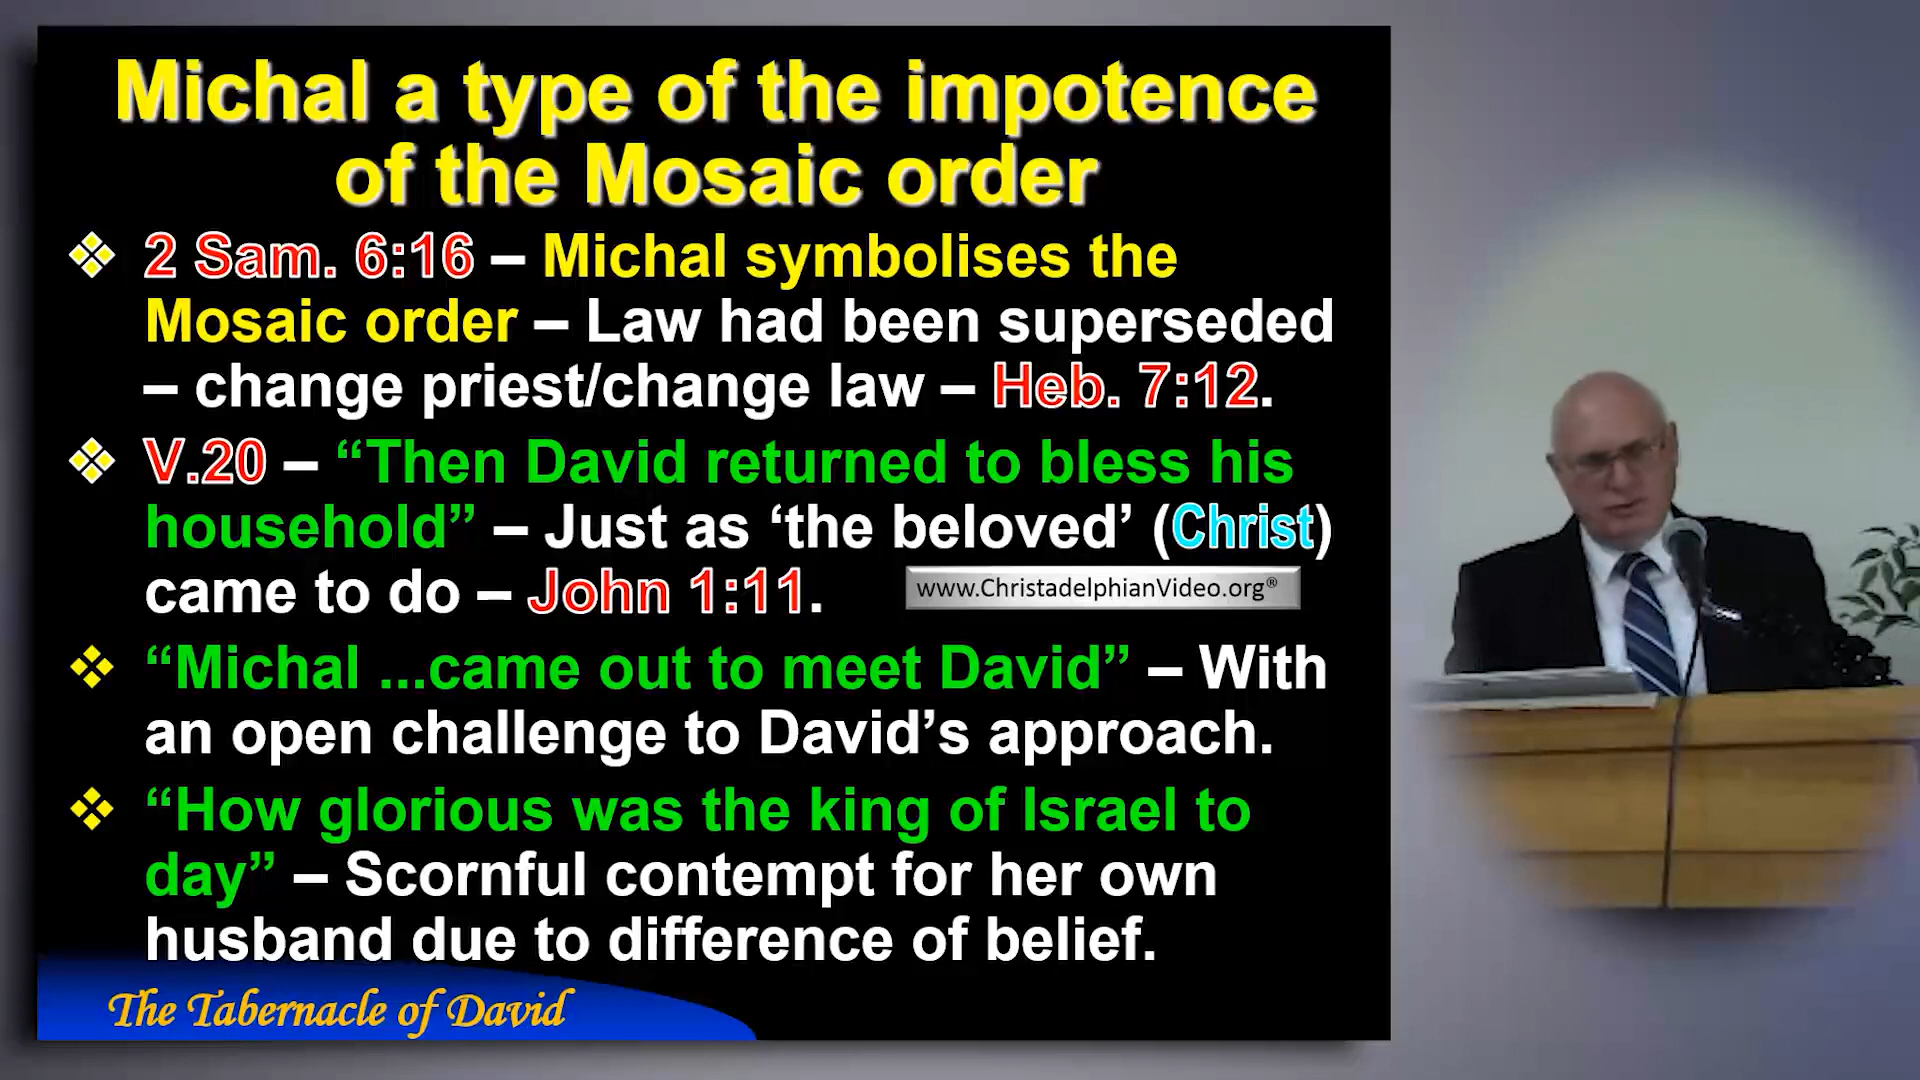 Michal a type of the impotence
of the Mosaic order
2 Sam. 6:16 – Michal symbolises the
Mosaic order – Law had been superseded
– change priest/change law – Heb. 7:12.
V.20 – “Then David returned to bless his
household” – Just as ‘the beloved’ (Christ)
came to do – John 1:11.
www.ChristadelphianVideo.org®
“Michal ...came out to meet David” – With
an open challenge to David’s approach.
“How glorious was the king of Israel to
day” – Scornful contempt for her own
husband due to difference of belief.
The Tabernacle of David